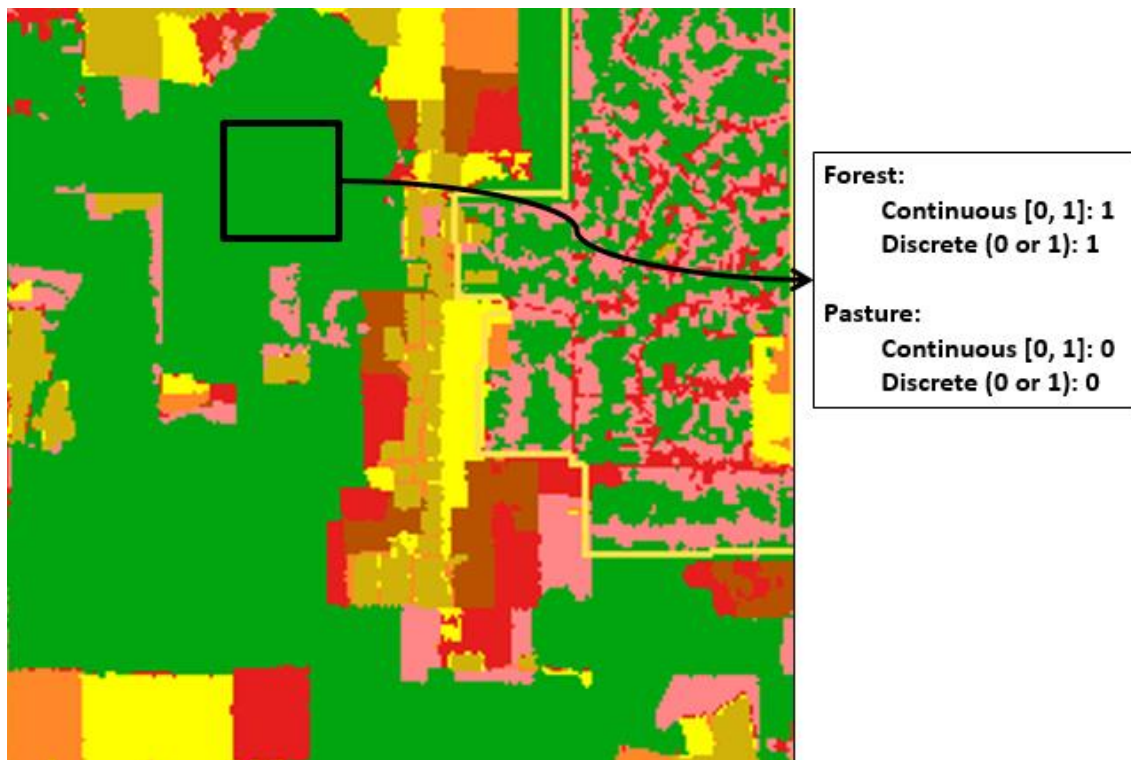 Forest:
Continuous [0, 1]: 1
Discrete (0 or 1): 1
Pasture:
Continuous [0, 1]: 0
Discrete (0 or 1): 0